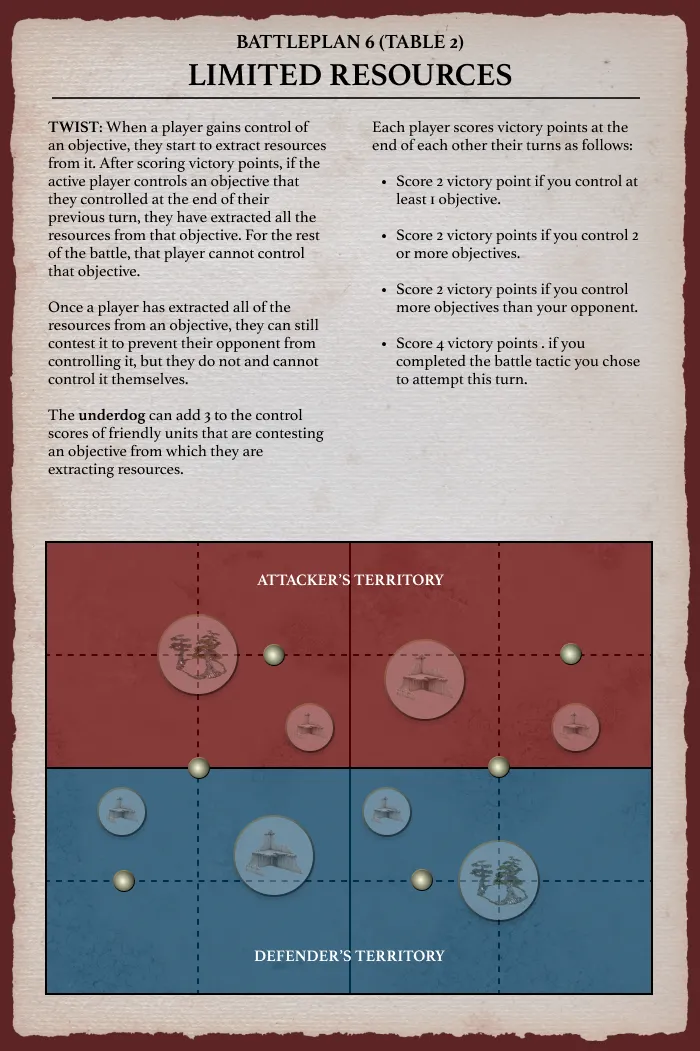 BATTLEPLAN 6 (TABLE 2)
LIMITED RESOURCES
TWIST: When a player gains control of
an objective, they start to extract resources
from it. After scoring victory points, if the
active player controls an objective that
they controlled at the end of their
previous turn, they have extracted all the
resources from that objective. For the rest
of the battle, that player cannot control
that objective.
Once a player has extracted all of the
resources from an objective, they can still
contest it to prevent their opponent from
controlling it, but they do not and cannot
control it themselves.
The underdog can add 3 to the control
scores of friendly units that are contesting
an objective from which they are
extracting resources.
Each player scores victory points at the
end of each other their turns as follows:
• Score 2 victory point if you control at
least 1 objective.
• Score 2 victory points if you control 2
or more objectives.
• Score 2 victory points if you control
more objectives than your opponent.
• Score 4 victory points . if you
completed the battle tactic you chose
to attempt this turn.
ATTACKER'S TERRITORY
DEFENDER'S TERRITORY